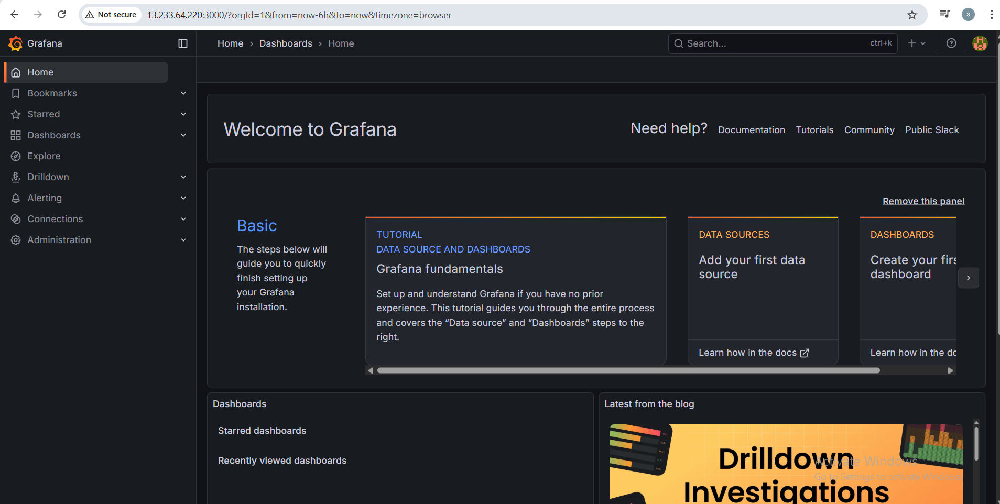 Not secure
13.233.64.220:3000/?orgId=1&from=now-6h&to=now&timezone=browser
S
Grafana
Home › Dashboards › Home
Search...
ctrl+k
Home
Bookmarks
Starred
Dashboards
Explore
Drilldown
Alerting
Connections
Administration
Welcome to Grafana
Need help?
Documentation
Tutorials
Community
Public Slack
Remove this panel
Basic
The steps below will
guide you to quickly
finish setting up
your Grafana
installation.
TUTORIAL
DATA SOURCE AND DASHBOARDS
Grafana fundamentals
Set up and understand Grafana if you have no prior
experience. This tutorial guides you through the entire process
and covers the “Data source” and “Dashboards” steps to the
right.
DATA SOURCES
Add your first data
source
Learn how in the docs
DASHBOARDS
Create your firs
dashboard
Learn how in the do
Dashboards
Starred dashboards
Recently viewed dashboards
Latest from the blog
Drilldown
Investigations
Activate Windows
Go to Settings to activate Windows.